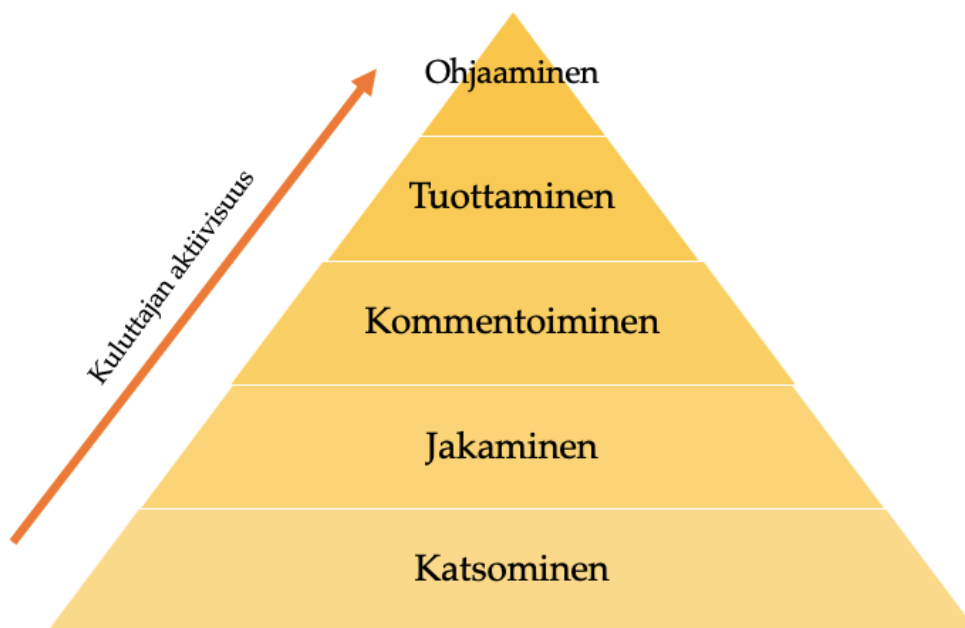 Ohjaaminen
Tuottaminen
Kommentoiminen
Jakaminen
Katsominen
Kuluttajan aktiivisuus